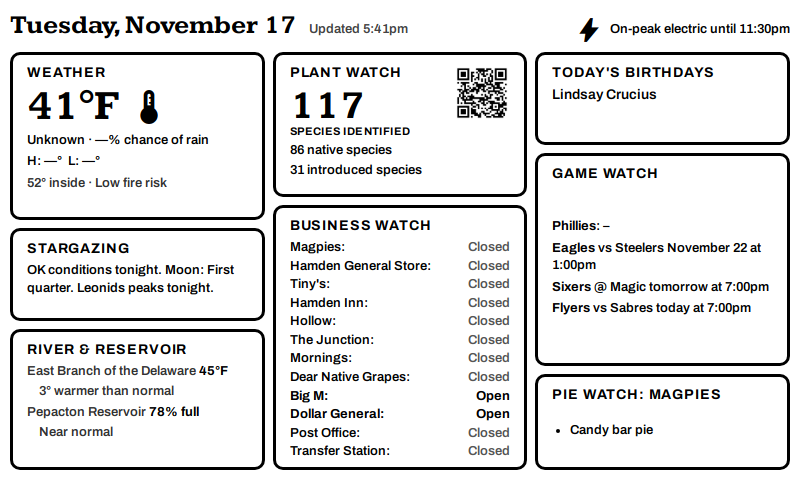 Tuesday, November 17 Updated 5:41pm
On-peak electric until 11:30pm
WEATHER
41°F
Unknown · —% chance of rain
H: —° L: —°
52° inside · Low fire risk
STARGAZING
OK conditions tonight. Moon: First
quarter. Leonids peaks tonight.
RIVER & RESERVOIR
East Branch of the Delaware 45°F
3° warmer than normal
Pepacton Reservoir 78% full
Near normal
PLANT WATCH
117
SPECIES IDENTIFIED
86 native species
31 introduced species
BUSINESS WATCH
Magpies: Closed
Hamden General Store: Closed
Tiny's: Closed
Hamden Inn: Closed
Hollow: Closed
The Junction: Closed
Mornings: Closed
Dear Native Grapes: Closed
Big M: Open
Dollar General: Open
Post Office: Closed
Transfer Station: Closed
TODAY'S BIRTHDAYS
Lindsay Crucius
GAME WATCH
Phillies: –
Eagles vs Steelers November 22 at
1:00pm
Sixers @ Magic tomorrow at 7:00pm
Flyers vs Sabres today at 7:00pm
PIE WATCH: MAGPIES
• Candy bar pie